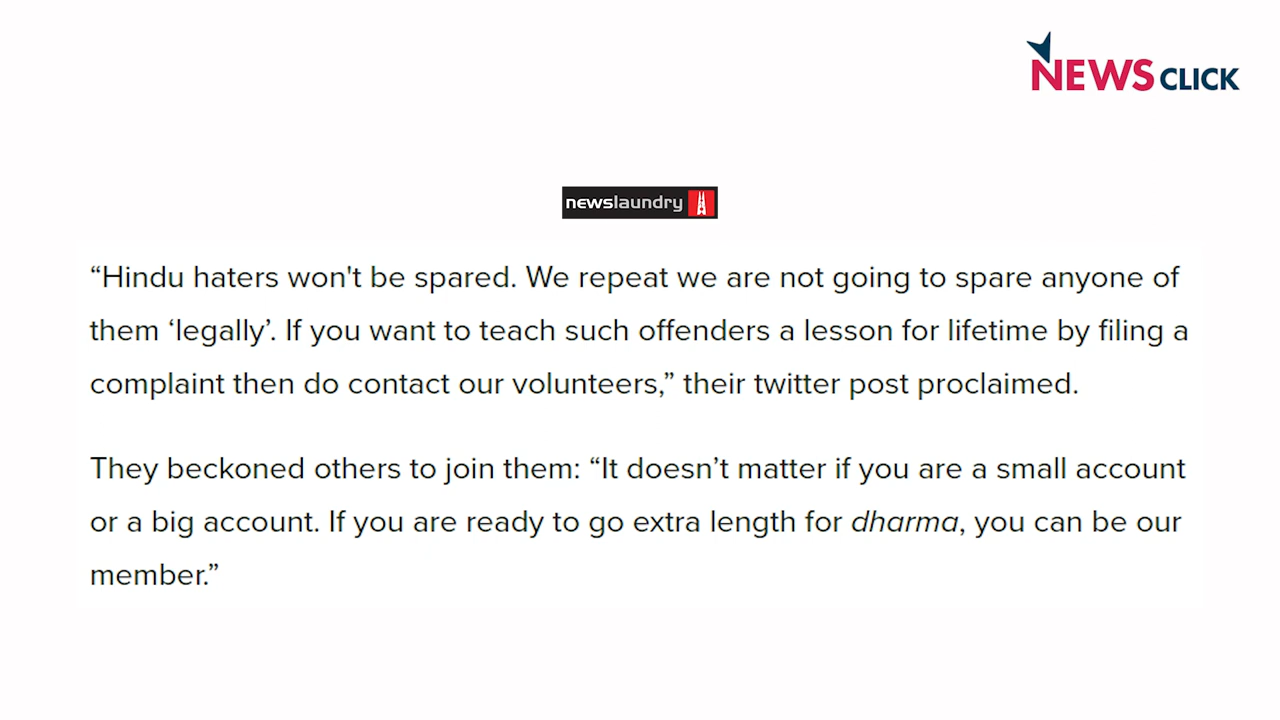 NEWS CLICK
newslaundry
“Hindu haters won't be spared. We repeat we are not going to spare anyone of
them ‘legally’. If you want to teach such offenders a lesson for lifetime by filing a
complaint then do contact our volunteers,” their twitter post proclaimed.
They beckoned others to join them: “It doesn’t matter if you are a small account
or a big account. If you are ready to go extra length for dharma, you can be our
member.”